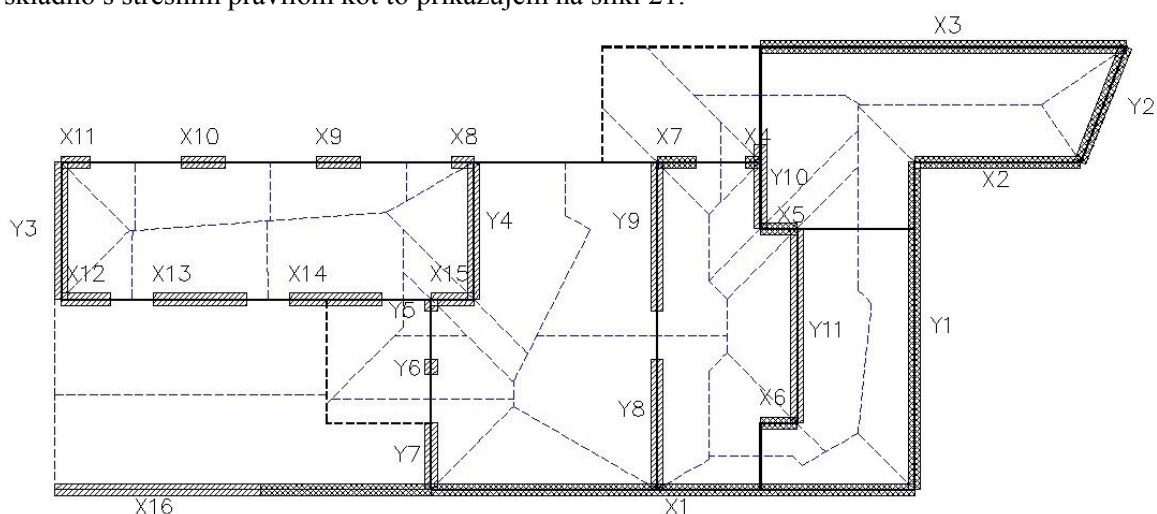 skladno s strešnim pravilom kot to prikazujem na sliki 21.
X3
Y2
X11
X10
X9
X8
X7
X4
Y10
X2
Y3
Y4
Y9
X5
X12
X13
X14
X15
Y5
Y11
Y1
Y6
X6
Y8
Y7
X16
X1